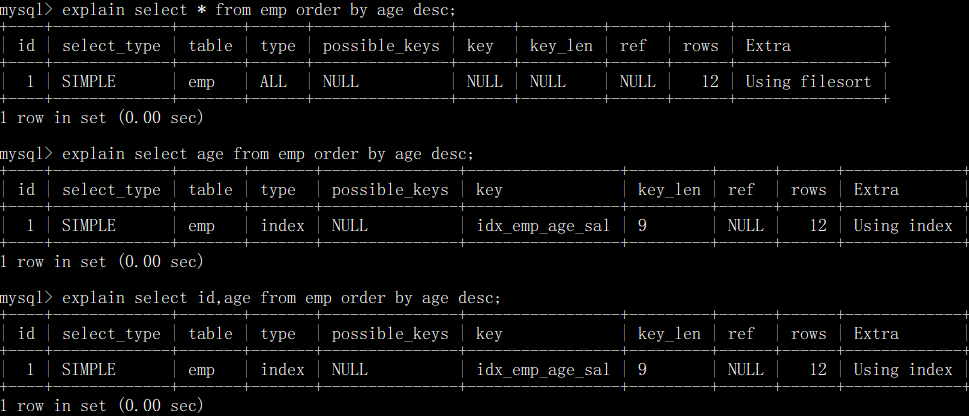 mysql> explain select * from emp order by age desc;
+----+-------------+-------+------+---------------+------+---------+------+------+----------------+
| id | select_type | table | type | possible_keys | key | key_len | ref | rows | Extra |
+----+-------------+-------+------+---------------+------+---------+------+------+----------------+
| 1 | SIMPLE | emp | ALL | NULL | NULL | NULL | NULL | 12 | Using filesort |
+----+-------------+-------+------+---------------+------+---------+------+------+----------------+
1 row in set (0.00 sec)
mysql> explain select age from emp order by age desc;
+----+-------------+-------+-------+---------------+-----------------+---------+------+------+-------------+
| id | select_type | table | type | possible_keys | key | key_len | ref | rows | Extra |
+----+-------------+-------+-------+---------------+-----------------+---------+------+------+-------------+
| 1 | SIMPLE | emp | index | NULL | idx_emp_age_sal | 9 | NULL | 12 | Using index |
+----+-------------+-------+-------+---------------+-----------------+---------+------+------+-------------+
1 row in set (0.00 sec)
mysql> explain select id,age from emp order by age desc;
+----+-------------+-------+-------+---------------+-----------------+---------+------+------+-------------+
| id | select_type | table | type | possible_keys | key | key_len | ref | rows | Extra |
+----+-------------+-------+-------+---------------+-----------------+---------+------+------+-------------+
| 1 | SIMPLE | emp | index | NULL | idx_emp_age_sal | 9 | NULL | 12 | Using index |
+----+-------------+-------+-------+---------------+-----------------+---------+------+------+-------------+
1 row in set (0.00 sec)